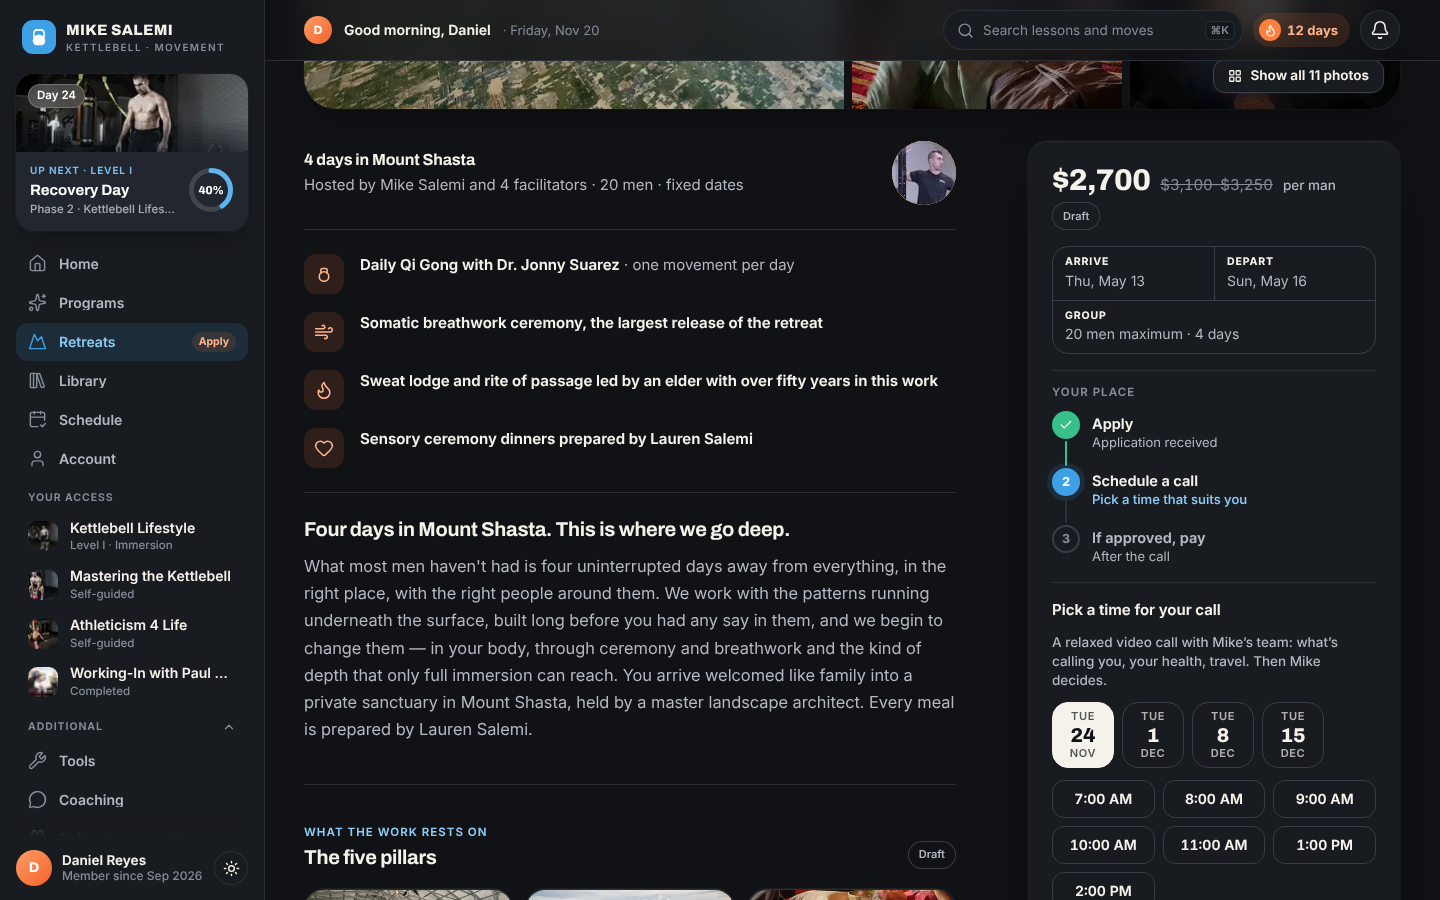 MIKE SALEMI
KETTLEBELL · MOVEMENT
Day 24
UP NEXT · LEVEL I
Recovery Day
Phase 2 · Kettlebell Lifes...
40%
Home
Programs
Retreats
Apply
Library
Schedule
Account
YOUR ACCESS
Kettlebell Lifestyle
Level I · Immersion
Mastering the Kettlebell
Self-guided
Athleticism 4 Life
Self-guided
Working-In with Paul ...
Completed
ADDITIONAL
Tools
Coaching
D
Daniel Reyes
Member since Sep 2026
D
Good morning, Daniel · Friday, Nov 20
Search lessons and moves
⌘K
12 days
Show all 11 photos
4 days in Mount Shasta
Hosted by Mike Salemi and 4 facilitators · 20 men · fixed dates
Daily Qi Gong with Dr. Jonny Suarez · one movement per day
Somatic breathwork ceremony, the largest release of the retreat
Sweat lodge and rite of passage led by an elder with over fifty years in this work
Sensory ceremony dinners prepared by Lauren Salemi
Four days in Mount Shasta. This is where we go deep.
What most men haven't had is four uninterrupted days away from everything, in the
right place, with the right people around them. We work with the patterns running
underneath the surface, built long before you had any say in them, and we begin to
change them — in your body, through ceremony and breathwork and the kind of
depth that only full immersion can reach. You arrive welcomed like family into a
private sanctuary in Mount Shasta, held by a master landscape architect. Every meal
is prepared by Lauren Salemi.
WHAT THE WORK RESTS ON
The five pillars
Draft
$2,700 $3,100–$3,250 per man
Draft
ARRIVE
Thu, May 13
DEPART
Sun, May 16
GROUP
20 men maximum · 4 days
YOUR PLACE
Apply
Application received
2
Schedule a call
Pick a time that suits you
3
If approved, pay
After the call
Pick a time for your call
A relaxed video call with Mike’s team: what’s
calling you, your health, travel. Then Mike
decides.
TUE
24
NOV
TUE
1
DEC
TUE
8
DEC
TUE
15
DEC
7:00 AM
8:00 AM
9:00 AM
10:00 AM
11:00 AM
1:00 PM
2:00 PM